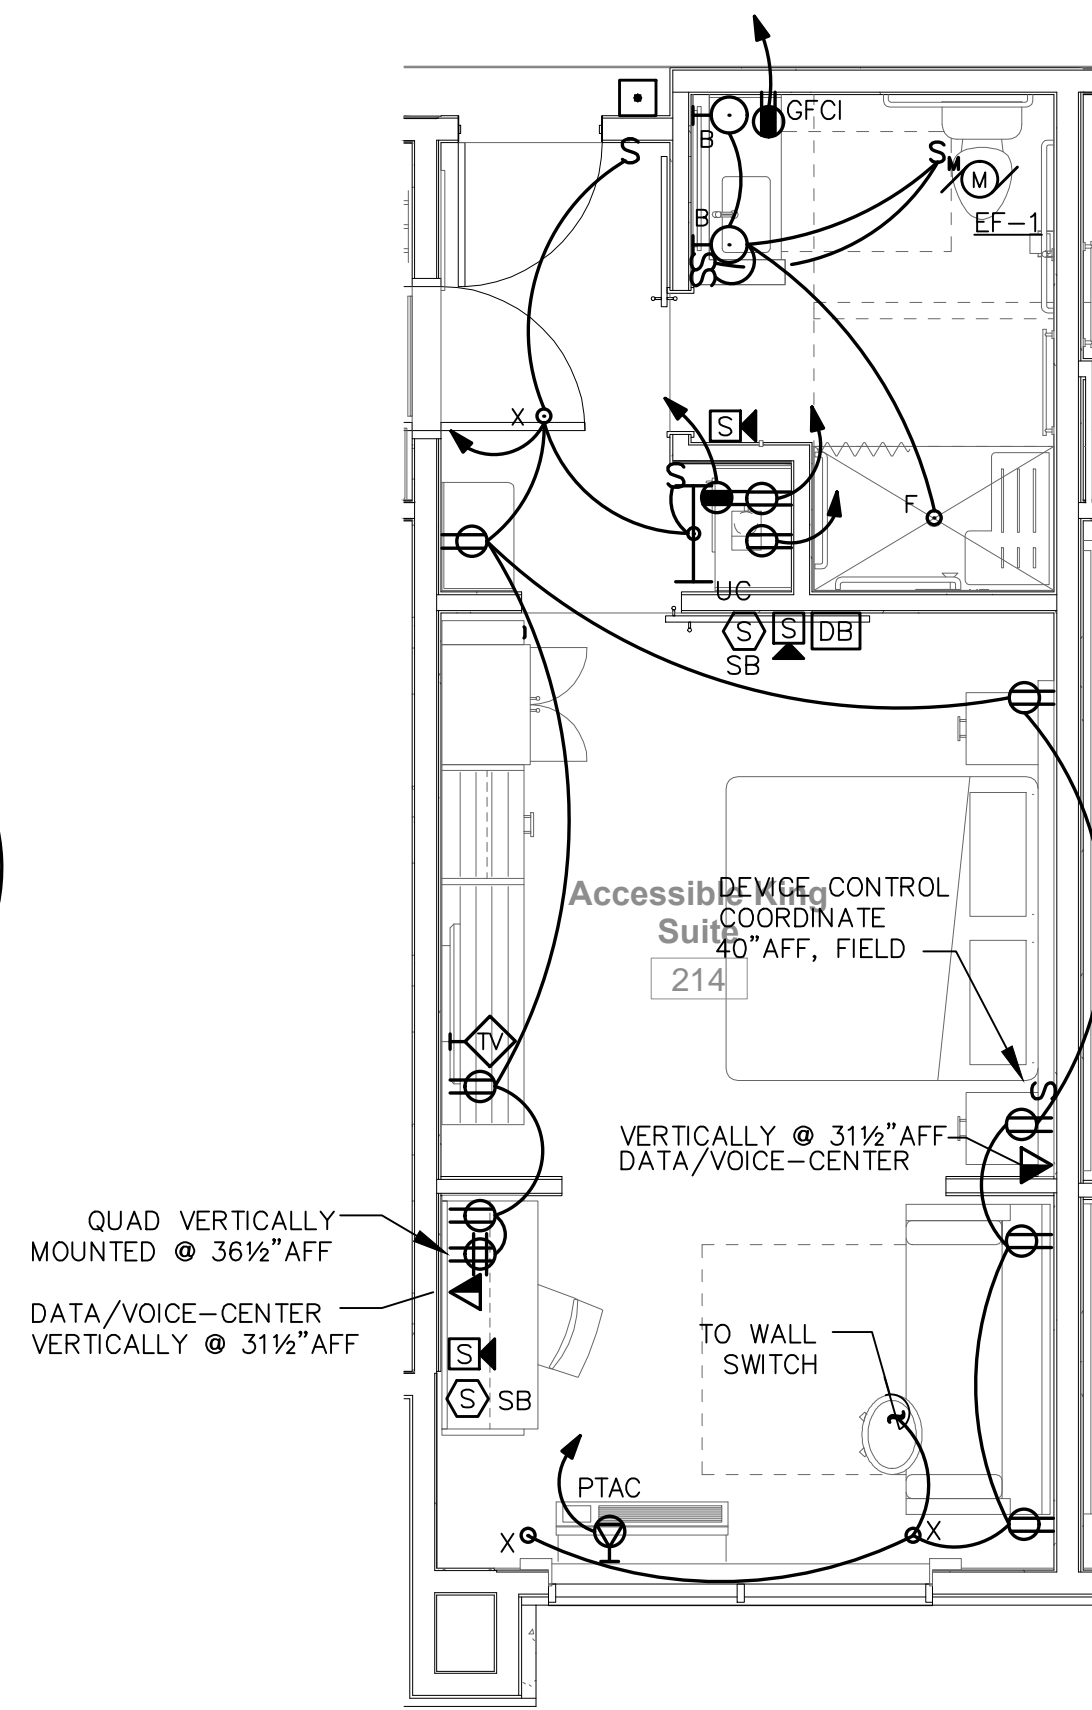 GFCI
B
S
SM
M
B
EF-1
S
S
X
S
S
F
UC
S
S
DB
SB
Accessible King
Suite
214
DEVICE CONTROL
COORDINATE
40"AFF, FIELD
TV
S
VERTICALLY @ 31½"AFF
DATA/VOICE-CENTER
QUAD VERTICALLY
MOUNTED @ 36½"AFF
DATA/VOICE-CENTER
VERTICALLY @ 31½"AFF
TO WALL
SWITCH
S
S
SB
PTAC
X
X